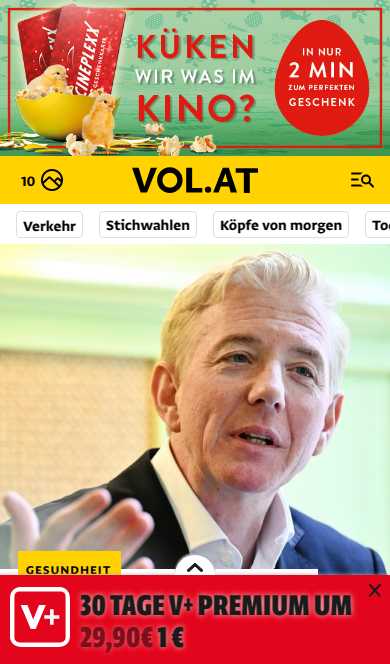 CINEPLEXX
GESCHENKKARTE
KÜKEN
WIR WAS IM
KINO?
IN NUR
2 MIN
ZUM PERFEKTEN
GESCHENK
10
VOL.AT
Verkehr
Stichwahlen
Köpfe von morgen
To
GESUNDHEIT
V+
30 TAGE V+ PREMIUM UM
29,90€ 1 €